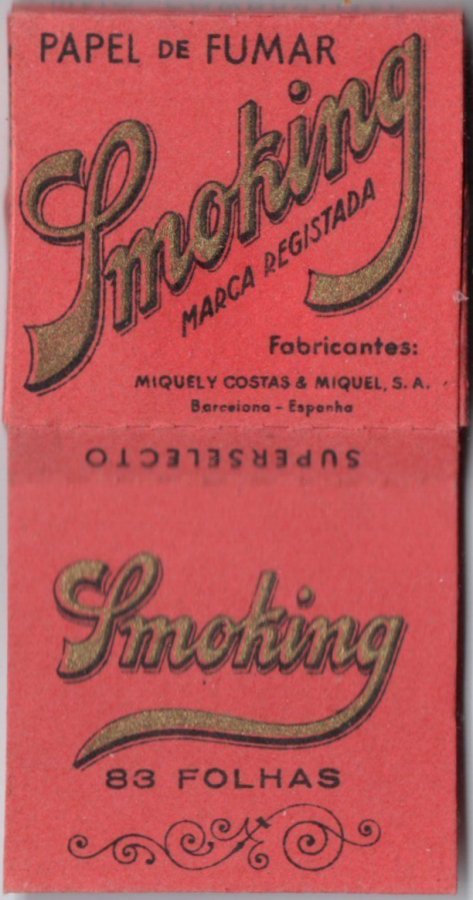 PAPEL DE FUMAR
Smoking
MARCA REGISTADA
Fabricantes:
MIQUEL Y COSTAS & MIQUEL, S. A.
Barcelona - Espanha
SUPERSELECTO
Smoking
83 FOLHAS